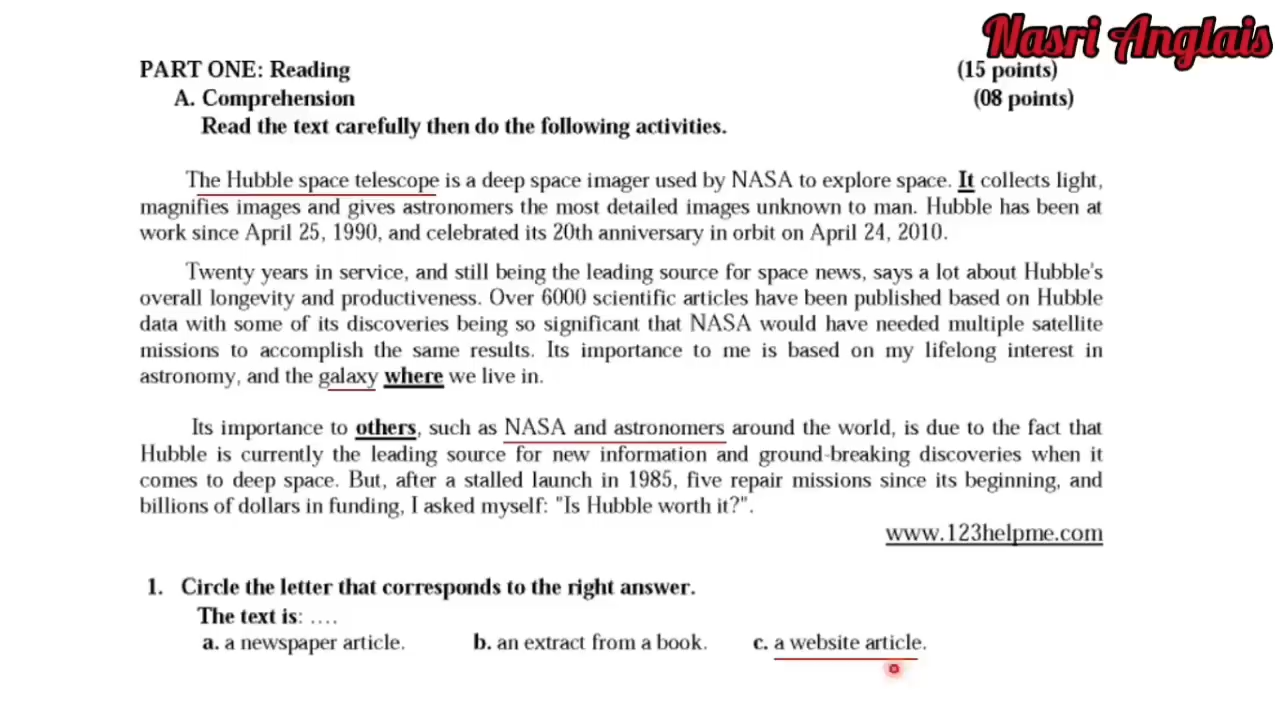 Nasri Anglais
PART ONE: Reading (15 points)
A. Comprehension (08 points)
Read the text carefully then do the following activities.
The Hubble space telescope is a deep space imager used by NASA to explore space. It collects light,
magnifies images and gives astronomers the most detailed images unknown to man. Hubble has been at
work since April 25, 1990, and celebrated its 20th anniversary in orbit on April 24, 2010.
Twenty years in service, and still being the leading source for space news, says a lot about Hubble's
overall longevity and productiveness. Over 6000 scientific articles have been published based on Hubble
data with some of its discoveries being so significant that NASA would have needed multiple satellite
missions to accomplish the same results. Its importance to me is based on my lifelong interest in
astronomy, and the galaxy where we live in.
Its importance to others, such as NASA and astronomers around the world, is due to the fact that
Hubble is currently the leading source for new information and ground-breaking discoveries when it
comes to deep space. But, after a stalled launch in 1985, five repair missions since its beginning, and
billions of dollars in funding, I asked myself: "Is Hubble worth it?".
www.123helpme.com
1. Circle the letter that corresponds to the right answer.
The text is: ....
a. a newspaper article. b. an extract from a book. c. a website article.